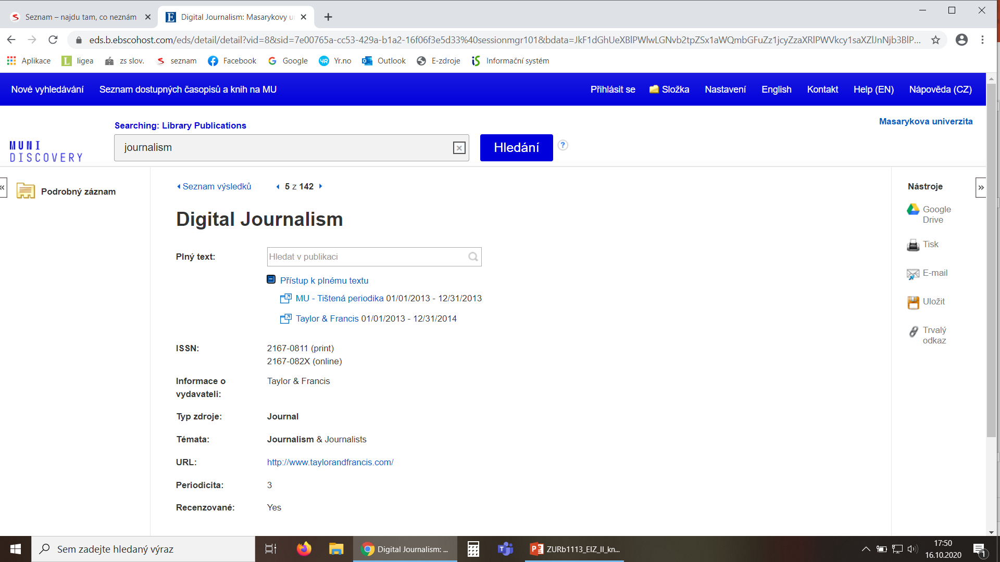 Seznam – najdu tam, co neznám
Digital Journalism: Masarykovy u
eds.b.ebscohost.com/eds/detail/detail?vid=8&sid=7e00765a-cc53-429a-b1a2-16f06f3e5d33%40sessionmgr101&bdata=JkF1dGhUeXBlPWlwLGNvb2tpZSx1aWQmbGFuZz1jcyZzaXRlPWVkcy1saXZlJnNjb3BlP...
Aplikace ligea zs slov. seznam Facebook Google Yr.no Outlook E-zdroje Informační systém
Nové vyhledávání Seznam dostupných časopisů a knih na MU Přihlásit se Složka Nastavení English Kontakt Help (EN) Nápověda (CZ)
Searching: Library Publications
Masarykova univerzita
MUNI
DISCOVERY
journalism
Hledání
?
«
Podrobný záznam
Seznam výsledků 5 z 142
Digital Journalism
Plný text: Hledat v publikaci
Přístup k plnému textu
MU - Tištená periodika 01/01/2013 - 12/31/2013
Taylor & Francis 01/01/2013 - 12/31/2014
ISSN: 2167-0811 (print)
2167-082X (online)
Informace o
vydavateli: Taylor & Francis
Typ zdroje: Journal
Témata: Journalism & Journalists
URL: http://www.taylorandfrancis.com/
Periodicita: 3
Recenzované: Yes
Nástroje
»
Google
Drive
Tisk
E-mail
Uložit
Trvalý
odkaz
Sem zadejte hledaný výraz
Digital Journalism: ...
ZURb1113_EIZ_II_kn...
17:50
16.10.2020
1